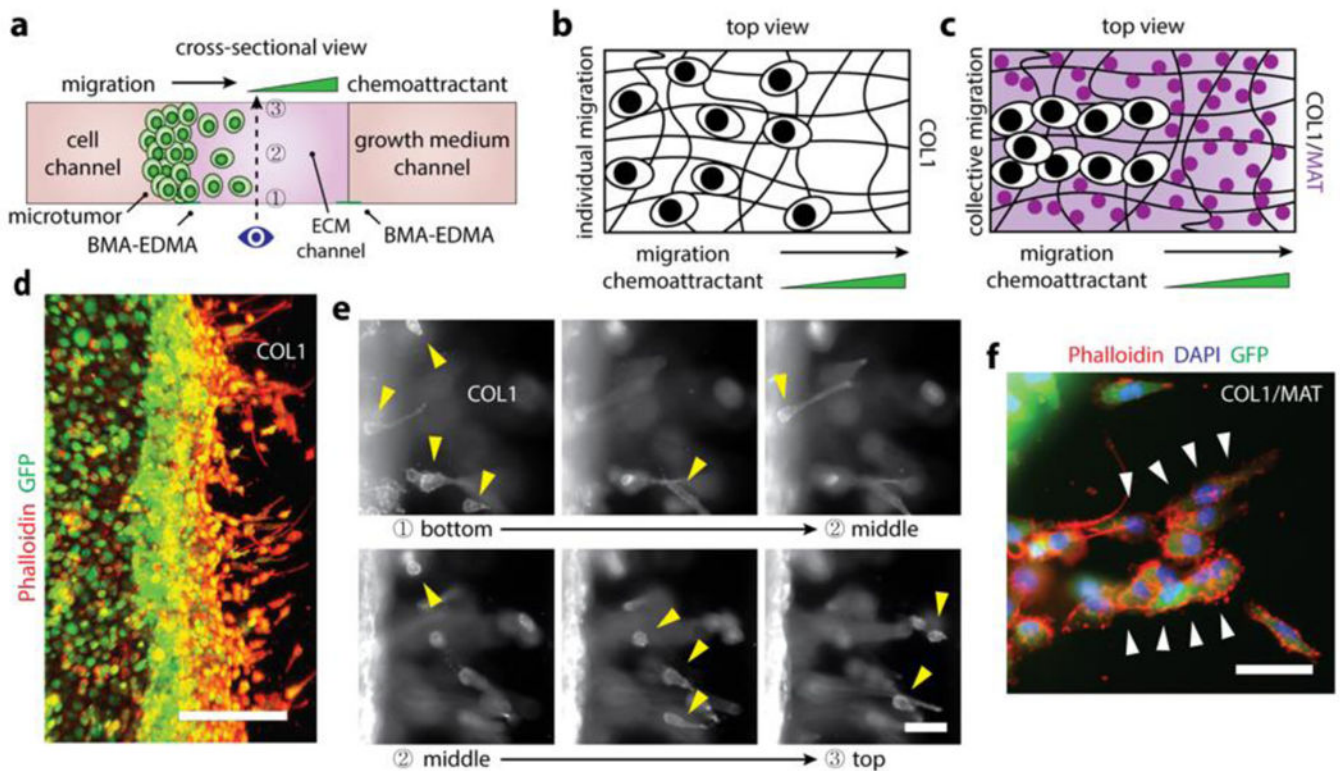 a
cross-sectional view
migration
chemoattractant
③
cell
channel
②
growth medium
channel
①
microtumor
BMA-EDMA
ECM
channel
BMA-EDMA
b
top view
individual migration
COL1
migration
chemoattractant
c
top view
collective migration
COL1/MAT
migration
chemoattractant
d
Phalloidin GFP
COL1
e
COL1
① bottom
② middle
② middle
③ top
f
Phalloidin DAPI GFP
COL1/MAT